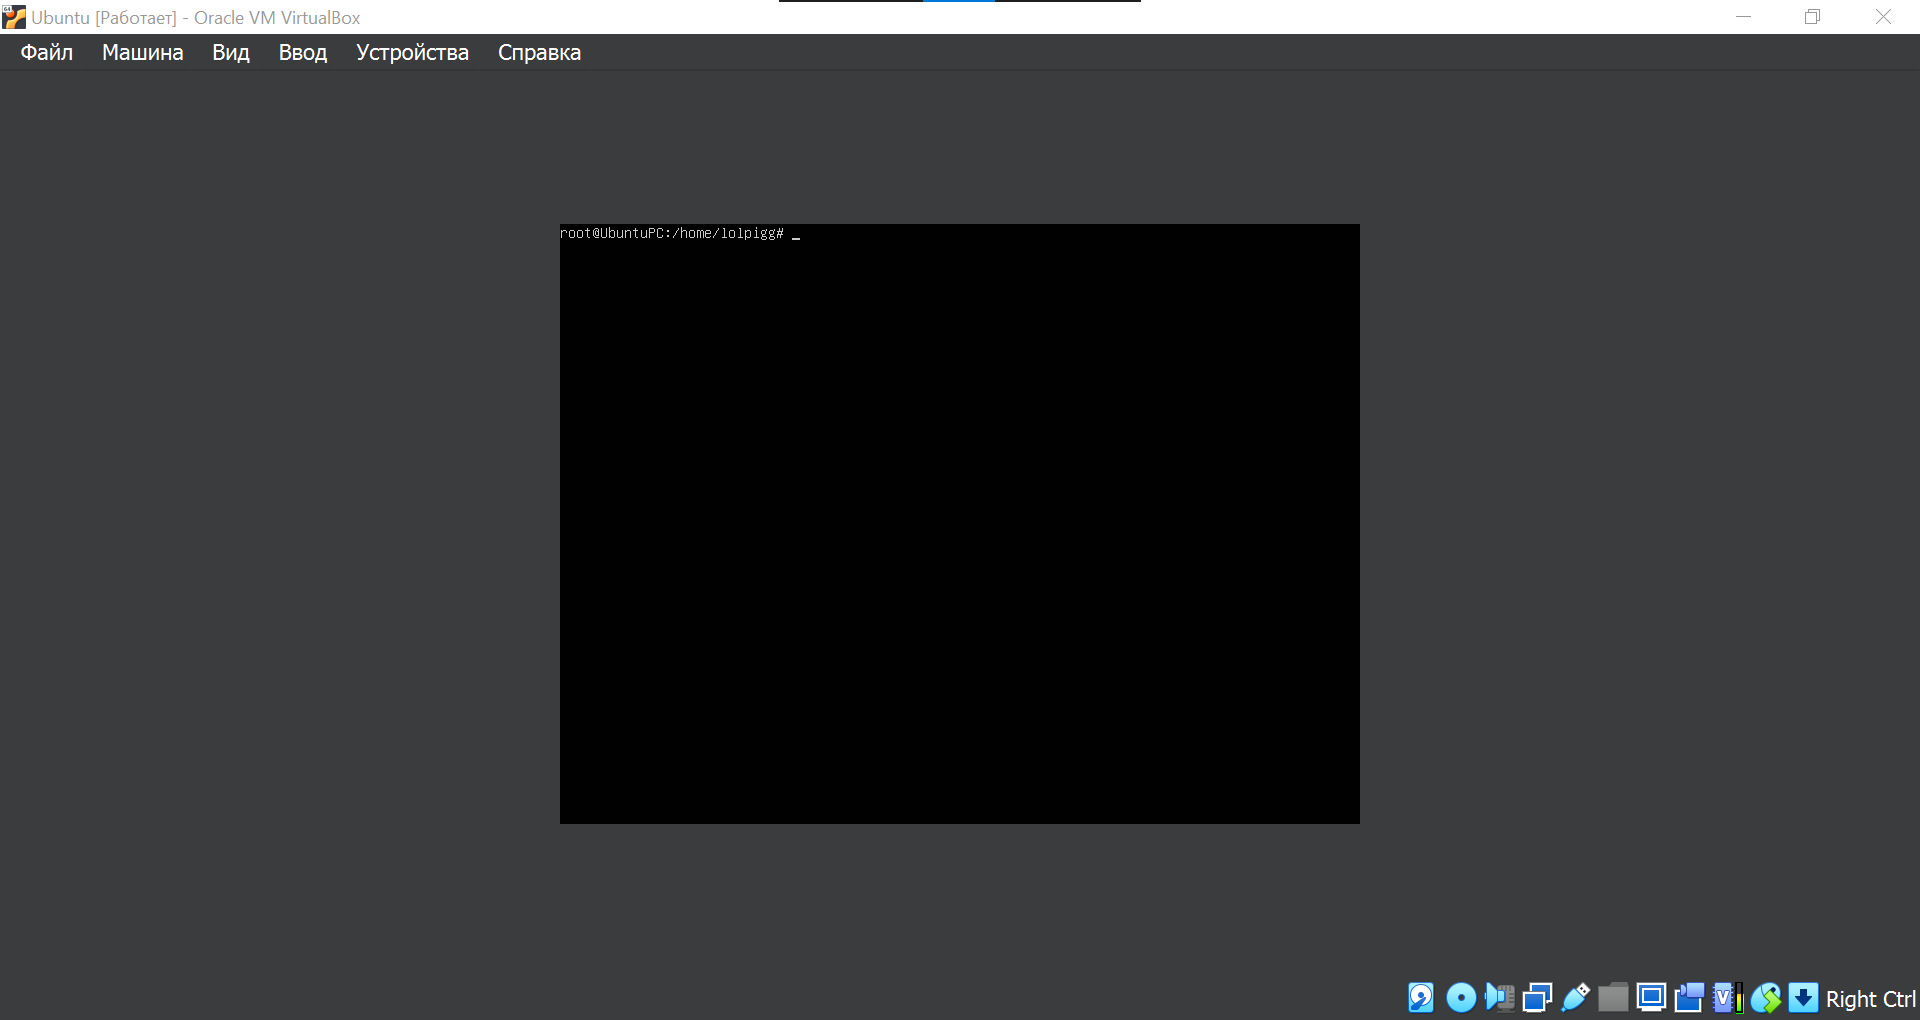 Ubuntu [Работает] - Oracle VM VirtualBox
Файл Машина Вид Ввод Устройства Справка
root@UbuntuPC:/home/lolpigg# _
Right Ctrl